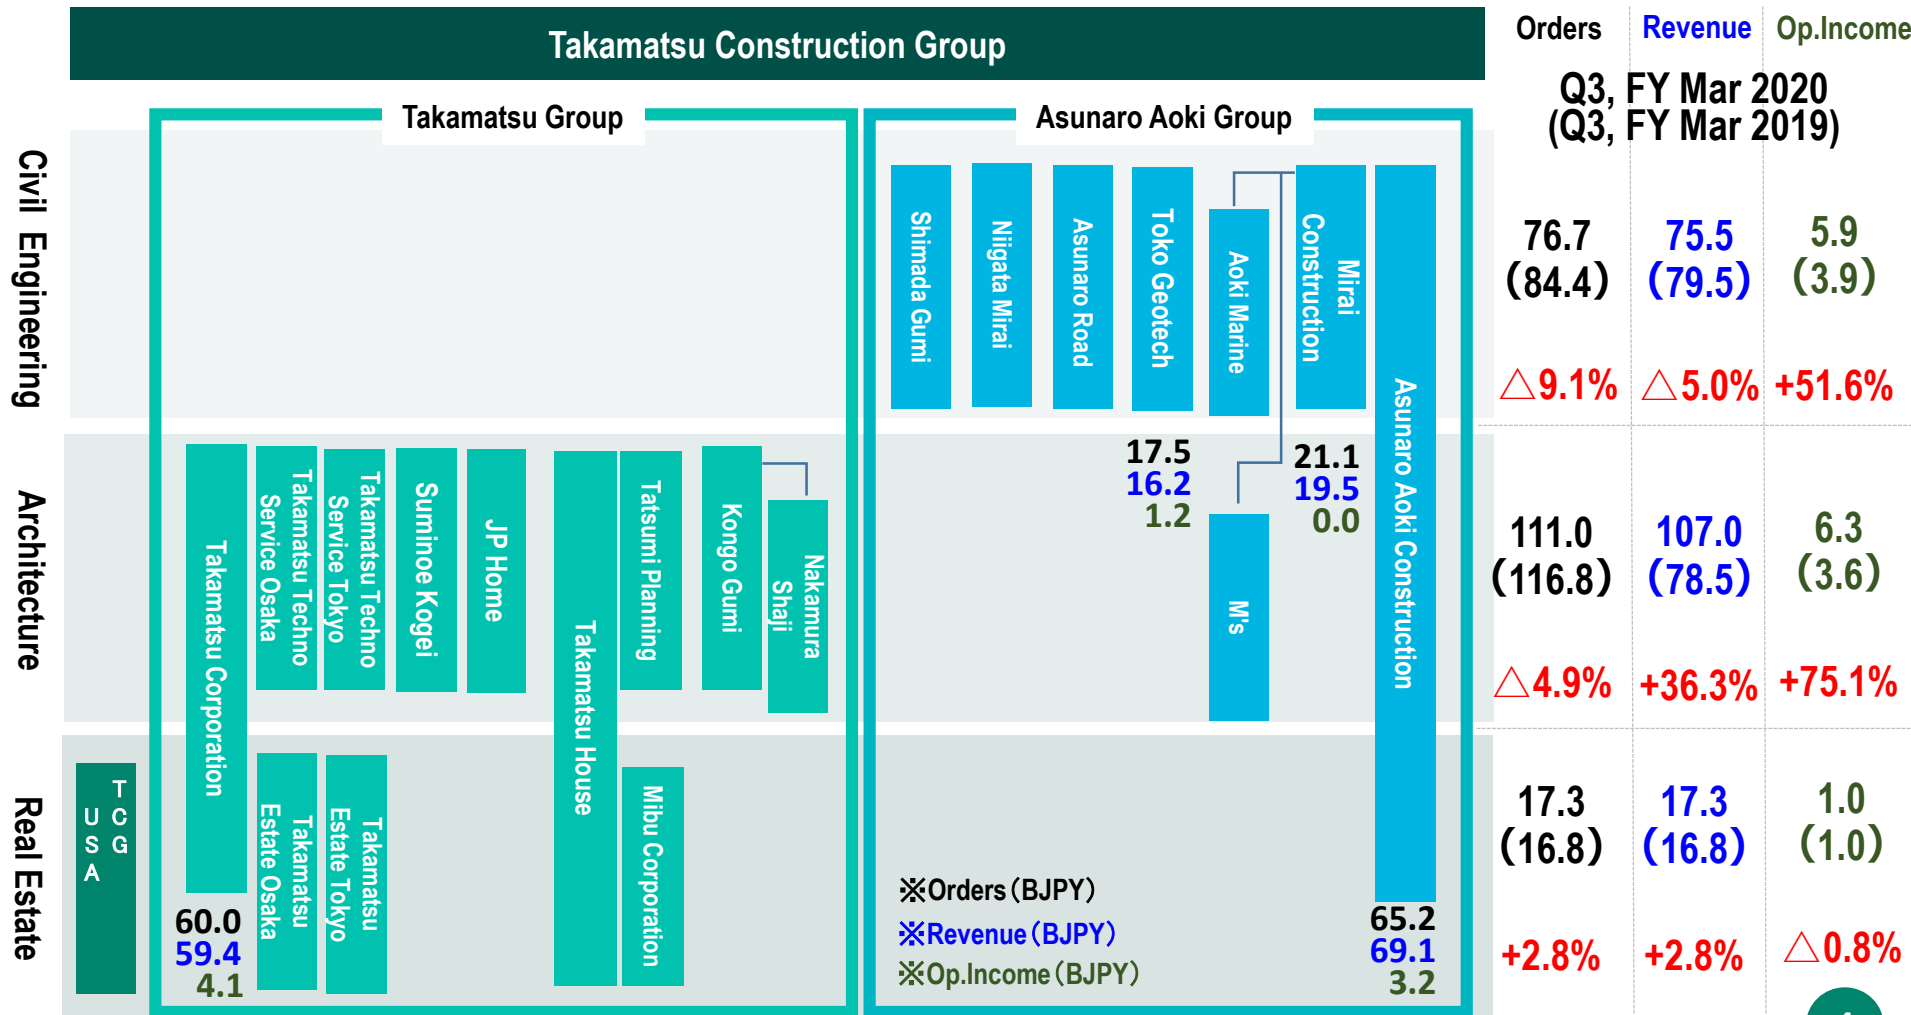 Takamatsu Construction Group
Orders
Revenue
Op.Income
Q3, FY Mar 2020
(Q3, FY Mar 2019)
Takamatsu Group
Asunaro Aoki Group
Civil Engineering
Shimada Gumi
Niigata Mirai
Asunaro Road
Toko Geotech
Aoki Marine
Mirai
Construction
Asunaro Aoki Construction
76.7
(84.4)
75.5
(79.5)
5.9
(3.9)
△9.1%
△5.0%
+51.6%
17.5
16.2
1.2
21.1
19.5
0.0
Architecture
Takamatsu Corporation
Takamatsu Techno
Service Osaka
Takamatsu Techno
Service Tokyo
Suminoe Kogei
JP Home
Takamatsu House
Tatsumi Planning
Kongo Gumi
Nakamura
Shaji
M's
111.0
(116.8)
107.0
(78.5)
6.3
(3.6)
△4.9%
+36.3%
+75.1%
Real Estate
TCG
USA
Takamatsu
Estate Osaka
Takamatsu
Estate Tokyo
Mibu Corporation
60.0
59.4
4.1
※Orders（BJPY）
※Revenue（BJPY）
※Op.Income（BJPY）
65.2
69.1
3.2
17.3
(16.8)
17.3
(16.8)
1.0
(1.0)
+2.8%
+2.8%
△0.8%